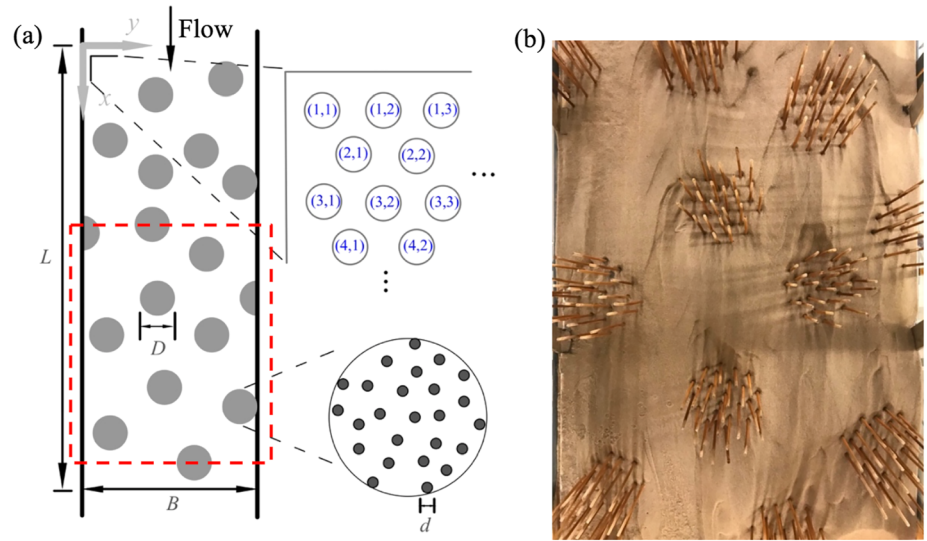 (a)
Flow
y
x
(1,1) (1,2) (1,3)
(2,1) (2,2)
...
(3,1) (3,2) (3,3)
(4,1) (4,2)
⋮
L
D
B
d
(b)